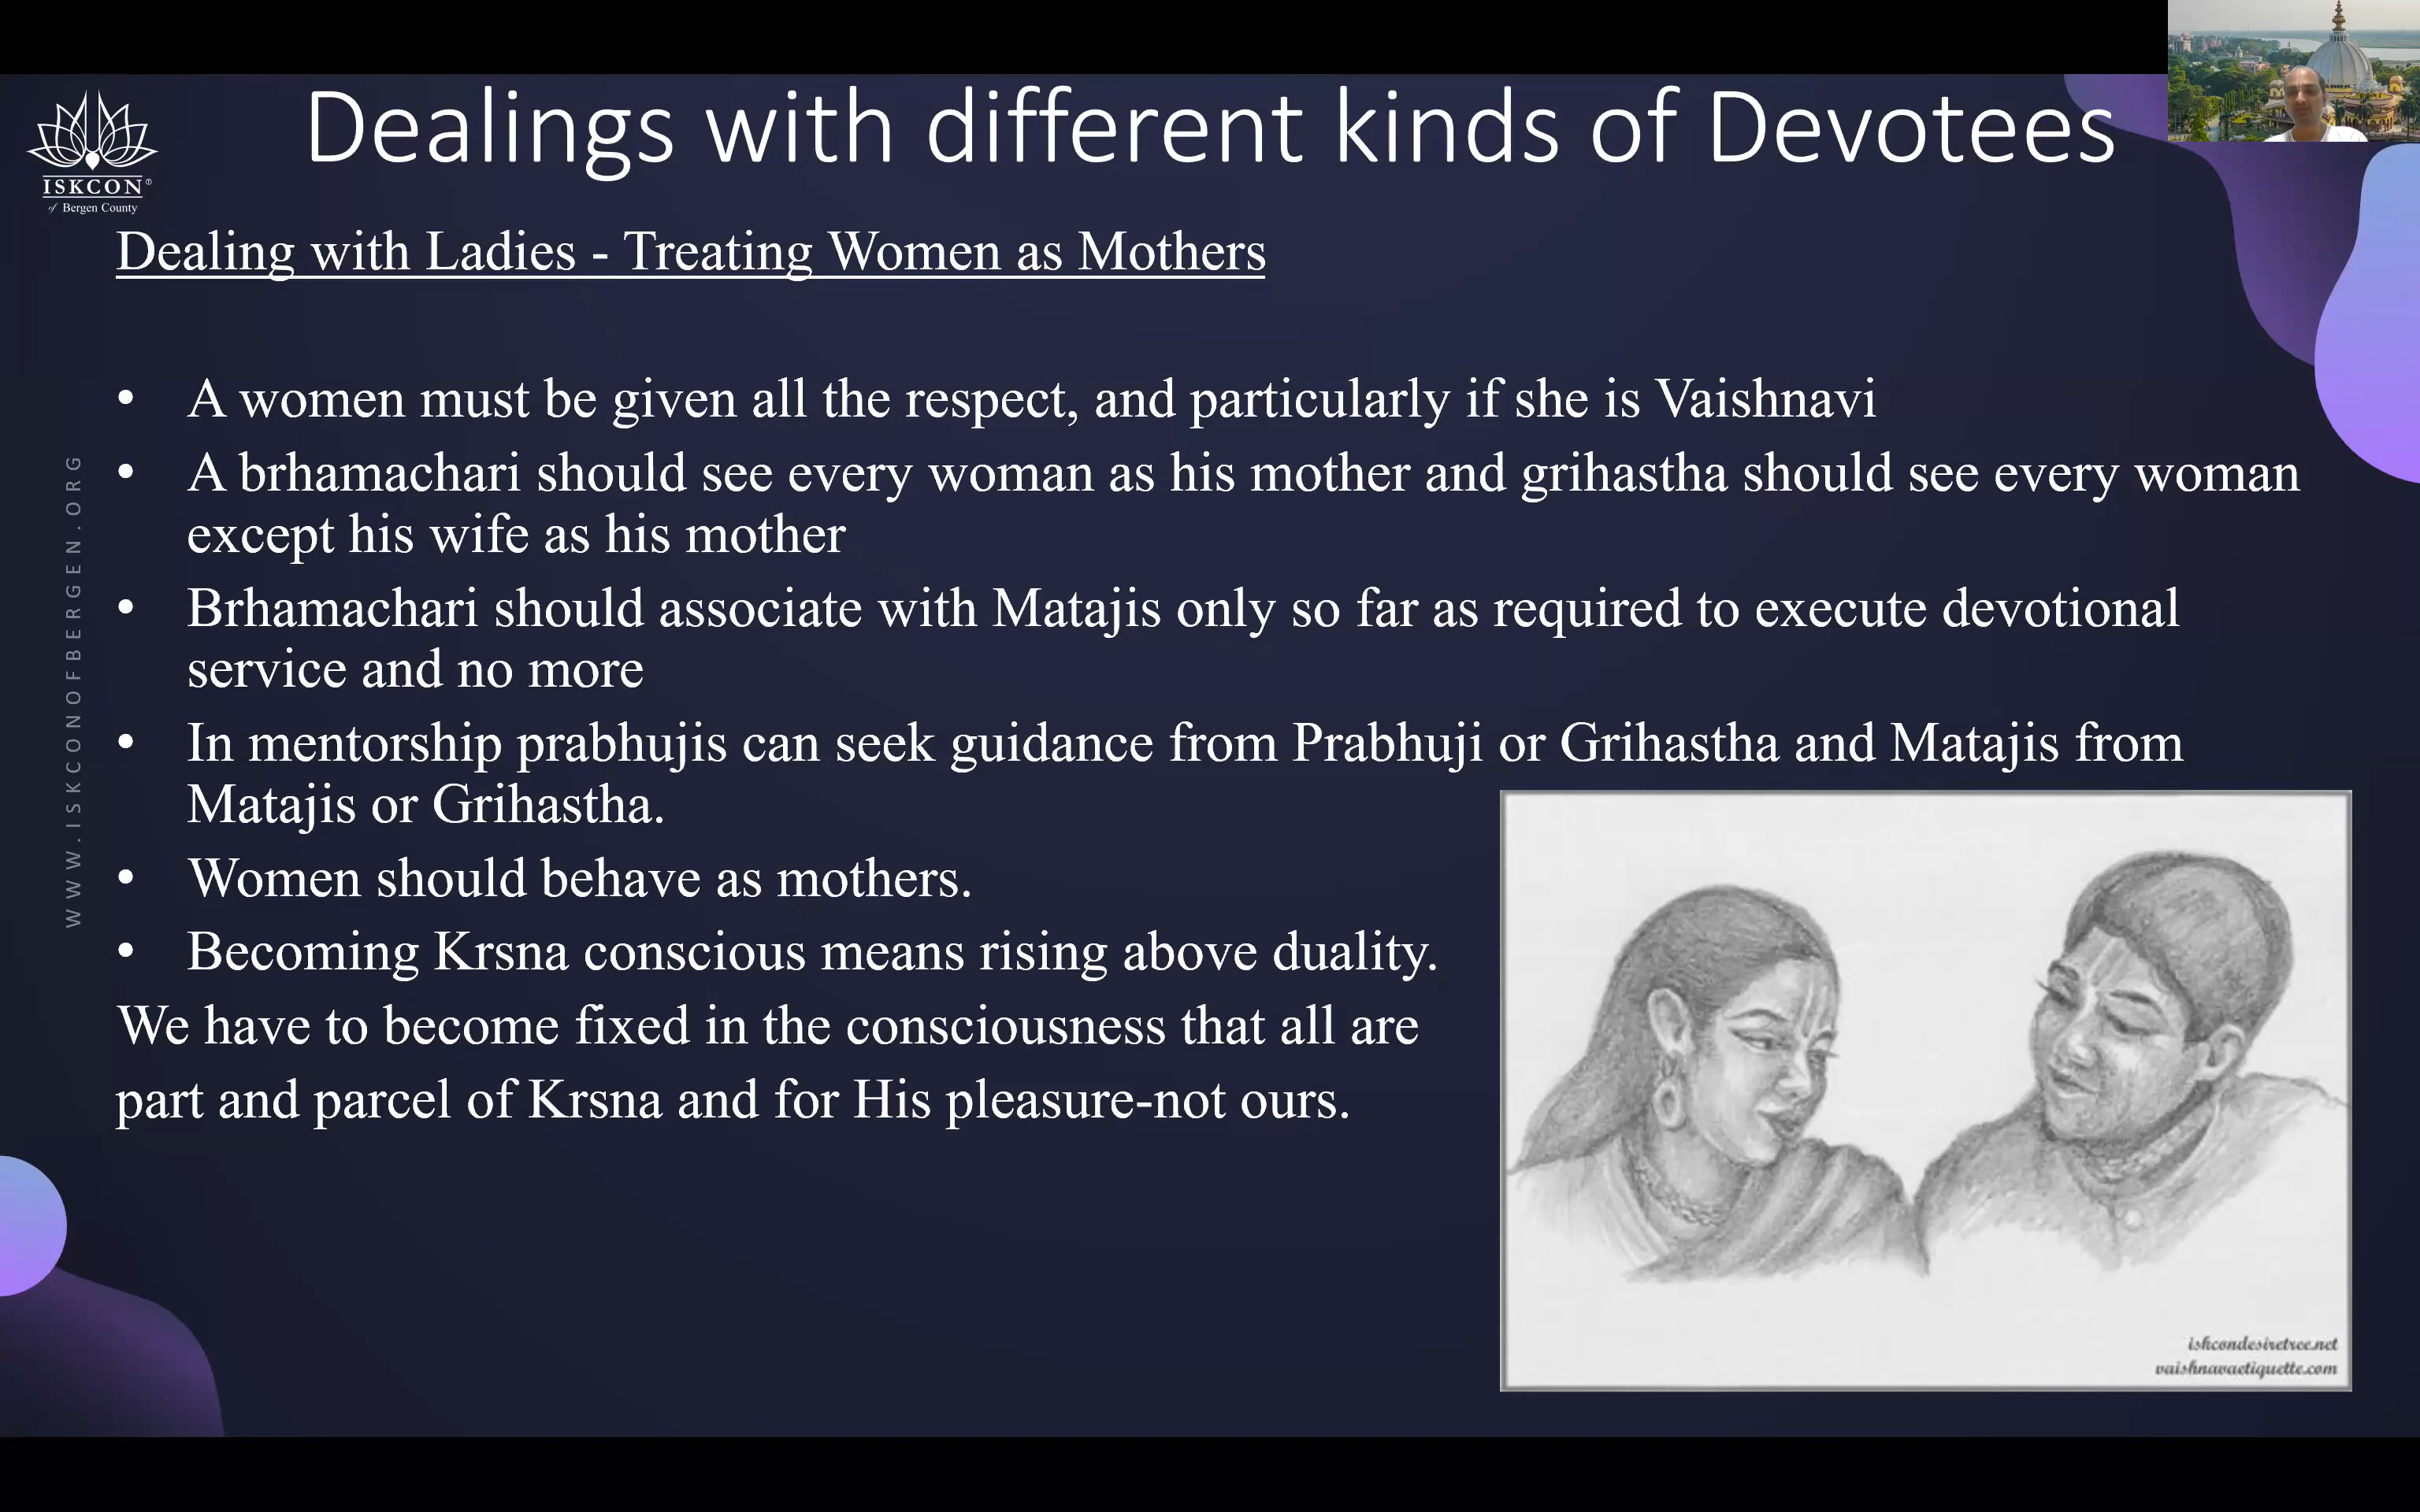 Dealings with different kinds of Devotees
ISKCON®
of Bergen County
Dealing with Ladies - Treating Women as Mothers
• A women must be given all the respect, and particularly if she is Vaishnavi
• A brhamachari should see every woman as his mother and grihastha should see every woman
except his wife as his mother
• Brhamachari should associate with Matajis only so far as required to execute devotional
service and no more
• In mentorship prabhujis can seek guidance from Prabhuji or Grihastha and Matajis from
Matajis or Grihastha.
• Women should behave as mothers.
• Becoming Krsna conscious means rising above duality.
We have to become fixed in the consciousness that all are
part and parcel of Krsna and for His pleasure-not ours.
WWW.ISKCONOFBERGEN.ORG
iskcondesiretree.net
vaishnavaetiquette.com